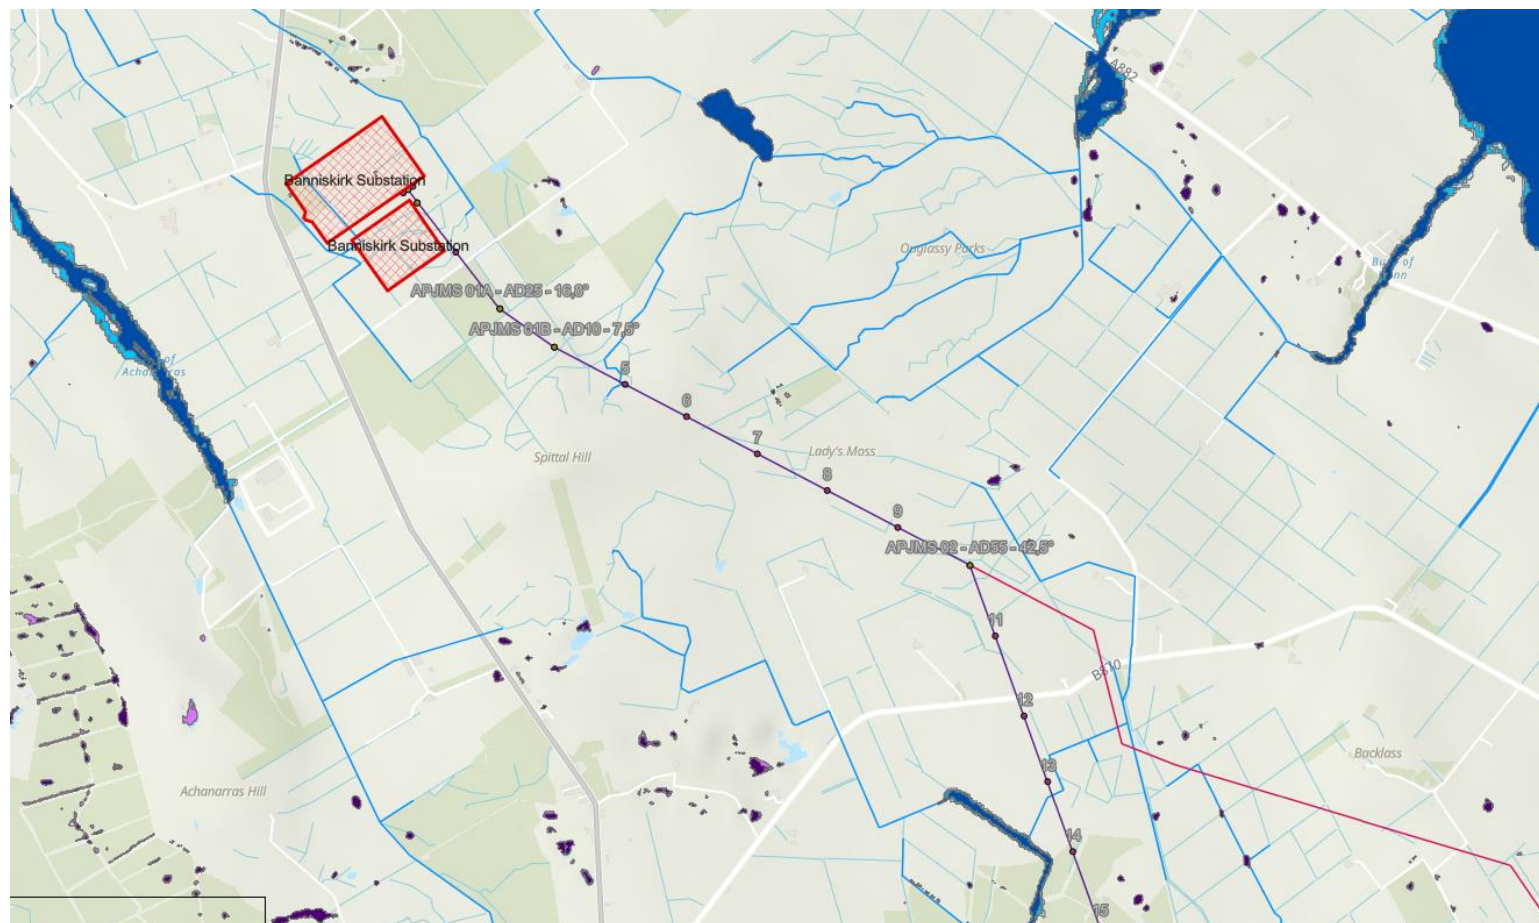 A882
Banniskirk Substation
Banniskirk Substation
Achanarras
APJMS 01A - AD25 - 16,8°
APJMS 01B - AD10 - 7,5°
5
6
7
Lady's Moss
Spittal Hill
8
9
APJMS 02 - AD55 - 42,5°
11
B870
12
Backlass
13
Achanarras Hill
14
15